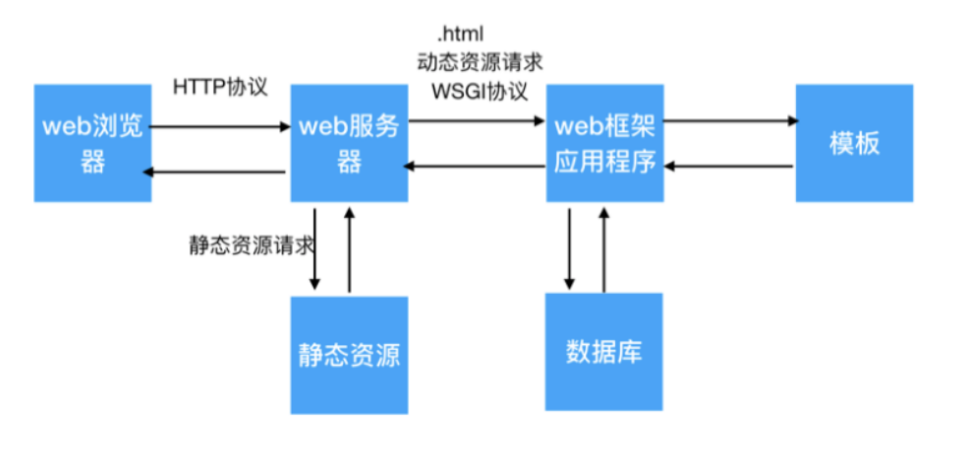 .html
动态资源请求
WSGI协议
HTTP协议
web浏览
器
web服务
器
web框架
应用程序
模板
静态资源请求
静态资源
数据库